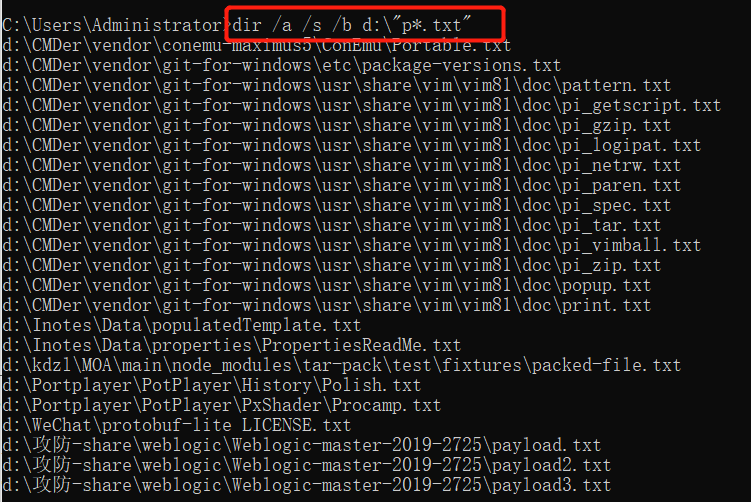 C:\Users\Administrator>dir /a /s /b d:\"p*.txt"
d:\CMDer\vendor\conemu-maximus5\ConEmu\Portable.txt
d:\CMDer\vendor\git-for-windows\etc\package-versions.txt
d:\CMDer\vendor\git-for-windows\usr\share\vim\vim81\doc\pattern.txt
d:\CMDer\vendor\git-for-windows\usr\share\vim\vim81\doc\pi_getscript.txt
d:\CMDer\vendor\git-for-windows\usr\share\vim\vim81\doc\pi_gzip.txt
d:\CMDer\vendor\git-for-windows\usr\share\vim\vim81\doc\pi_logipat.txt
d:\CMDer\vendor\git-for-windows\usr\share\vim\vim81\doc\pi_netrw.txt
d:\CMDer\vendor\git-for-windows\usr\share\vim\vim81\doc\pi_paren.txt
d:\CMDer\vendor\git-for-windows\usr\share\vim\vim81\doc\pi_spec.txt
d:\CMDer\vendor\git-for-windows\usr\share\vim\vim81\doc\pi_tar.txt
d:\CMDer\vendor\git-for-windows\usr\share\vim\vim81\doc\pi_vimball.txt
d:\CMDer\vendor\git-for-windows\usr\share\vim\vim81\doc\pi_zip.txt
d:\CMDer\vendor\git-for-windows\usr\share\vim\vim81\doc\popup.txt
d:\CMDer\vendor\git-for-windows\usr\share\vim\vim81\doc\print.txt
d:\Inotes\Data\populatedTemplate.txt
d:\Inotes\Data\properties\PropertiesReadMe.txt
d:\kdzl\MOA\main\node_modules\tar-pack\test\fixtures\packed-file.txt
d:\Portplayer\PotPlayer\History\Polish.txt
d:\Portplayer\PotPlayer\PxShader\Procamp.txt
d:\WeChat\protobuf-lite LICENSE.txt
d:\攻防-share\weblogic\Weblogic-master-2019-2725\payload.txt
d:\攻防-share\weblogic\Weblogic-master-2019-2725\payload2.txt
d:\攻防-share\weblogic\Weblogic-master-2019-2725\payload3.txt